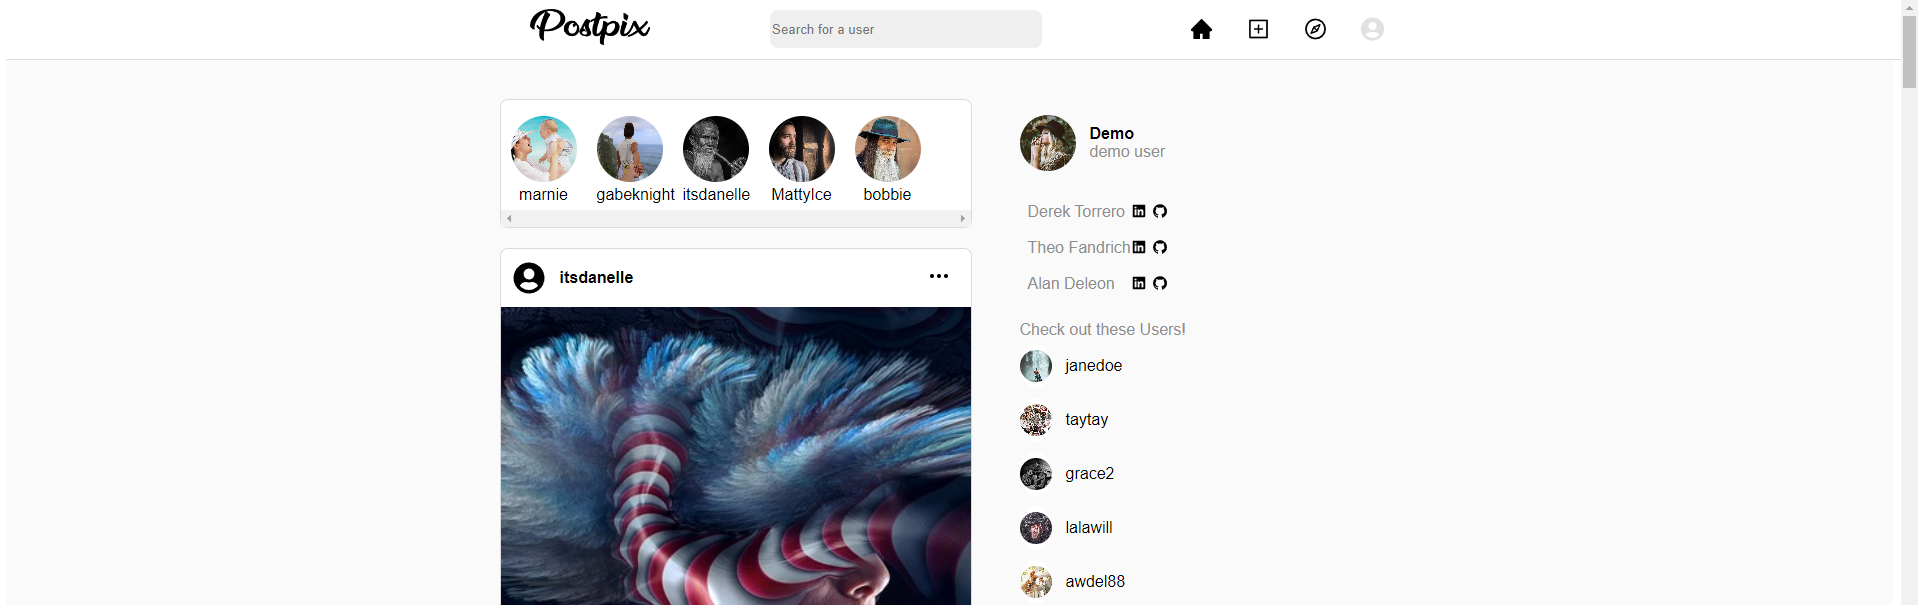 Postpix
Search for a user
marnie
gabeknight
itsdanelle
MattyIce
bobbie
itsdanelle
Demo
demo user
Derek Torrero
Theo Fandrich
Alan Deleon
Check out these Users!
janedoe
taytay
grace2
lalawill
awdel88